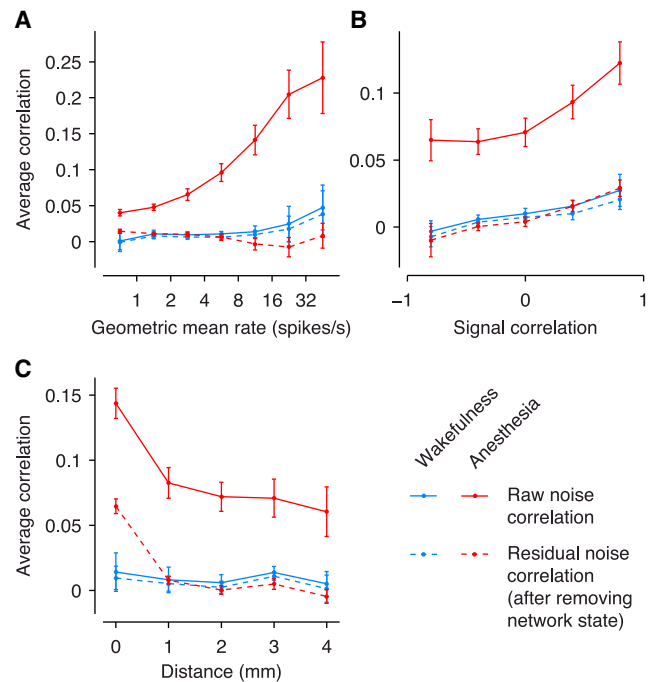 A
Average correlation
0.25
0.2
0.15
0.1
0.05
0
1 2 4 8 16 32
Geometric mean rate (spikes/s)
B
0.1
0.05
0
−1 0 1
Signal correlation
C
Average correlation
0.15
0.1
0.05
0
0 1 2 3 4
Distance (mm)
Wakefulness
Anesthesia
Raw noise
correlation
Residual noise
correlation
(after removing
network state)